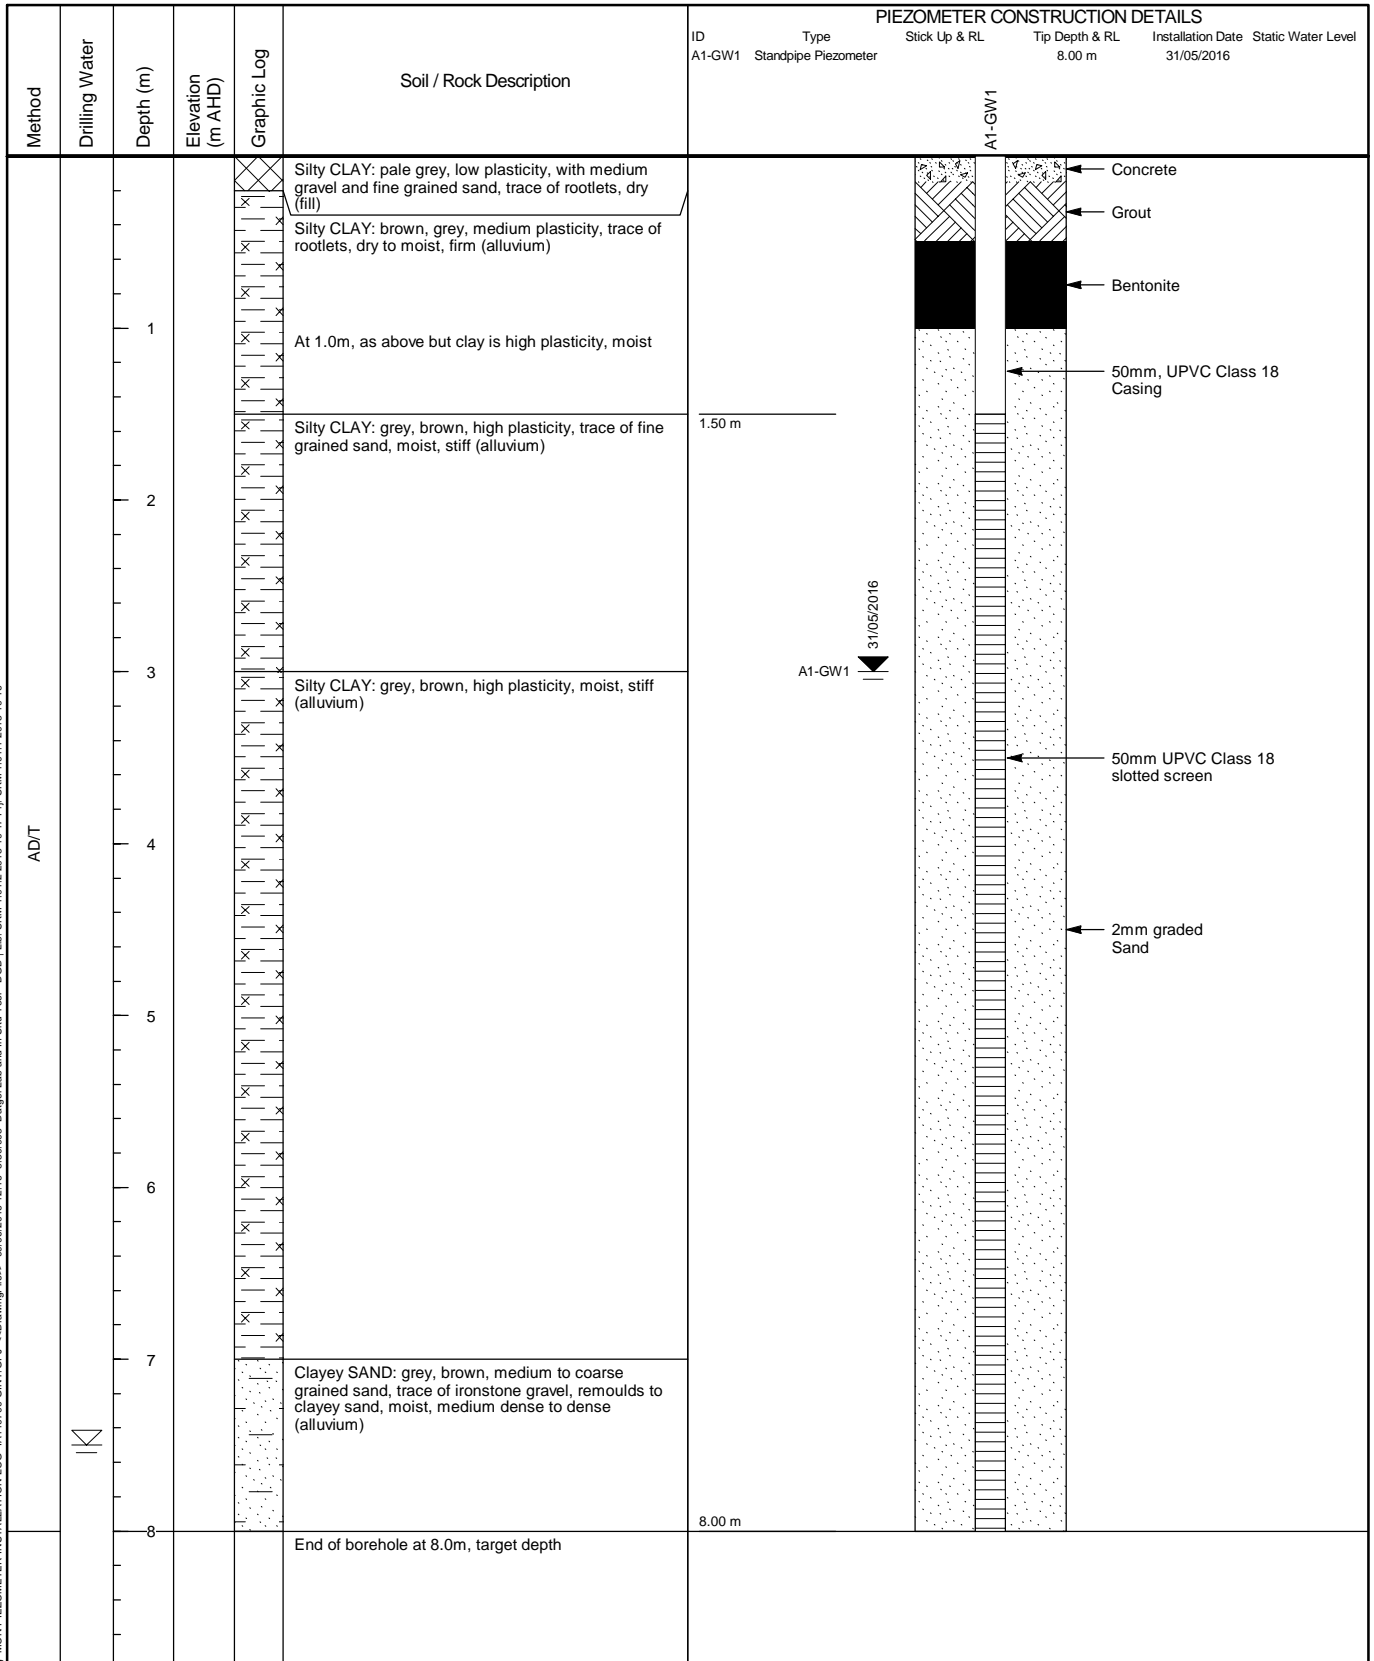 PIEZOMETER CONSTRUCTION DETAILS
ID Type Stick Up & RL Tip Depth & RL Installation Date Static Water Level
A1-GW1 Standpipe Piezometer 8.00 m 31/05/2016
Method
Drilling Water
Depth (m)
Elevation
(m AHD)
Graphic Log
Soil / Rock Description
A1-GW1
Silty CLAY: pale grey, low plasticity, with medium
gravel and fine grained sand, trace of rootlets, dry
(fill)
Concrete
Silty CLAY: brown, grey, medium plasticity, trace of
rootlets, dry to moist, firm (alluvium)
Grout
Bentonite
1
At 1.0m, as above but clay is high plasticity, moist
50mm, UPVC Class 18
Casing
1.50 m
Silty CLAY: grey, brown, high plasticity, trace of fine
grained sand, moist, stiff (alluvium)
2
31/05/2016
A1-GW1
3
Silty CLAY: grey, brown, high plasticity, moist, stiff
(alluvium)
50mm UPVC Class 18
slotted screen
AD/T
4
2mm graded
Sand
5
6
7
Clayey SAND: grey, brown, medium to coarse
grained sand, trace of ironstone gravel, remoulds to
clayey sand, moist, medium dense to dense
(alluvium)
8.00 m
8
End of borehole at 8.0m, target depth